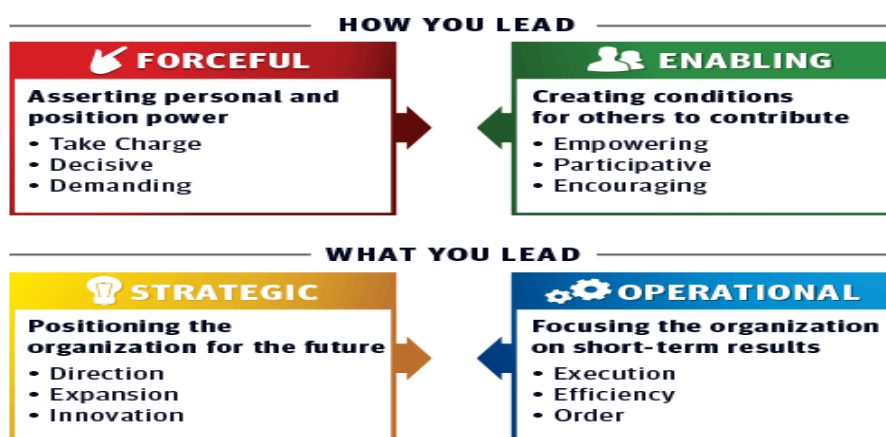 HOW YOU LEAD
FORCEFUL
Asserting personal and
position power
• Take Charge
• Decisive
• Demanding
ENABLING
Creating conditions
for others to contribute
• Empowering
• Participative
• Encouraging
WHAT YOU LEAD
STRATEGIC
Positioning the
organization for the future
• Direction
• Expansion
• Innovation
OPERATIONAL
Focusing the organization
on short-term results
• Execution
• Efficiency
• Order